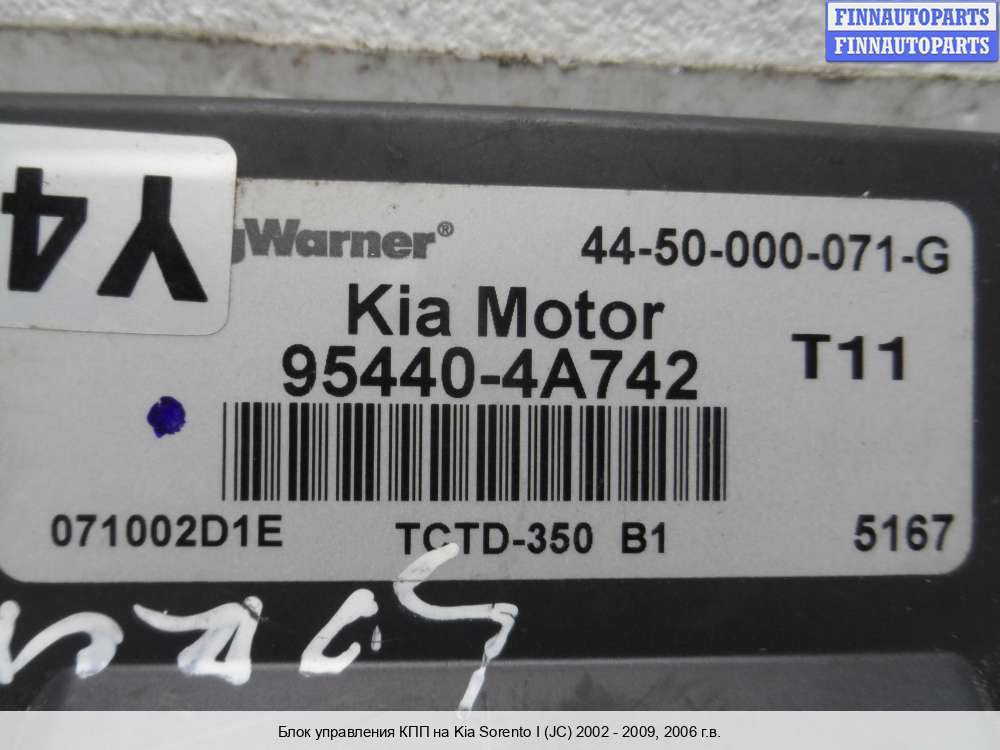 FINNAUTOPARTS
FINNAUTOPARTS
Y4
gWarner®
44-50-000-071-G
Kia Motor
95440-4A742
T11
071002D1E
TCTD-350 B1
5167
Блок управления КПП на Kia Sorento I (JC) 2002 - 2009, 2006 г.в.